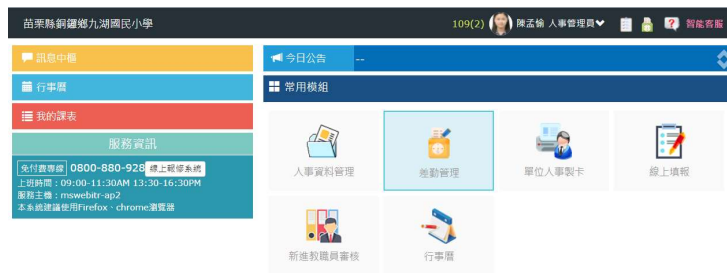 苗栗縣銅鑼鄉九湖國民小學
109(2) 陳孟愉 人事管理員 智能客服
訊息中樞
行事曆
我的課表
服務資訊
免付費專線 0800-880-928 線上報修系統
上班時間：09:00-11:30AM 13:30-16:30PM
服務主機：mswebitr-ap2
本系統建議使用Firefox、chrome瀏覽器
今日公告 --
常用模組
人事資料管理
差勤管理
單位人事製卡
線上填報
新進教職員審核
行事曆